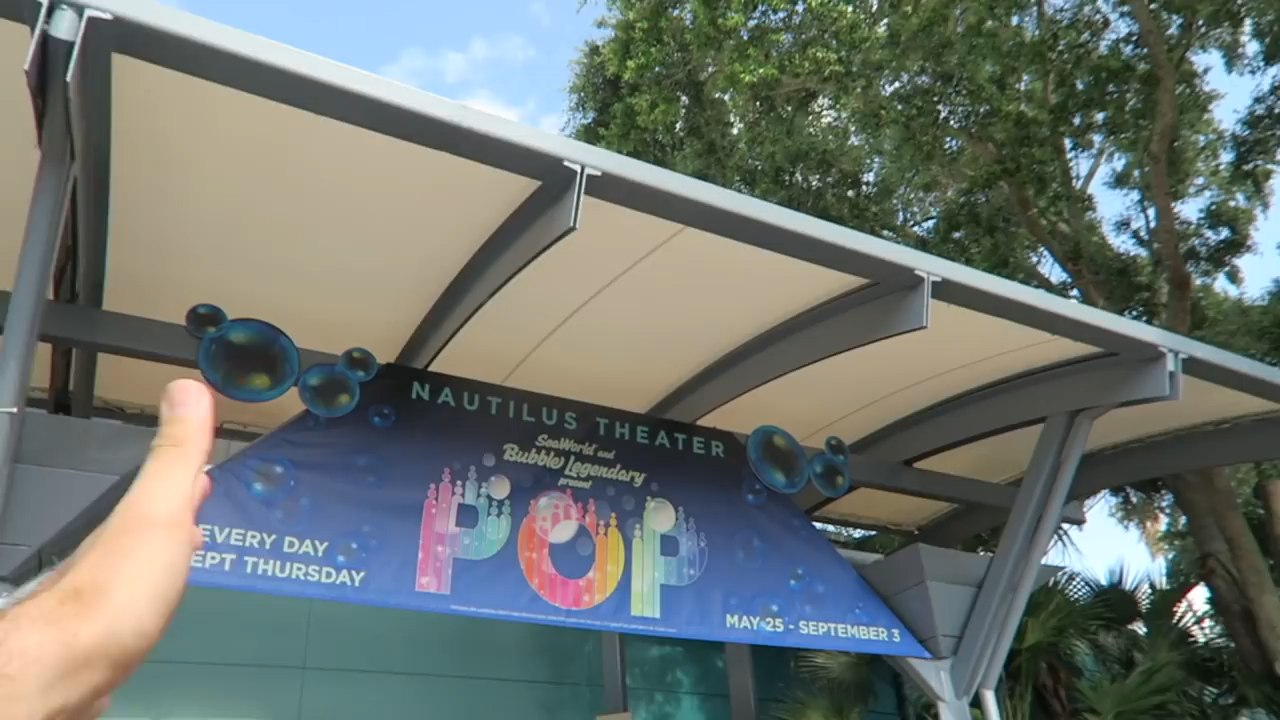 NAUTILUS THEATER
SeaWorld and
Bubble Legendary
present
POP
EVERY DAY
EPT THURSDAY
MAY 25 - SEPTEMBER 3